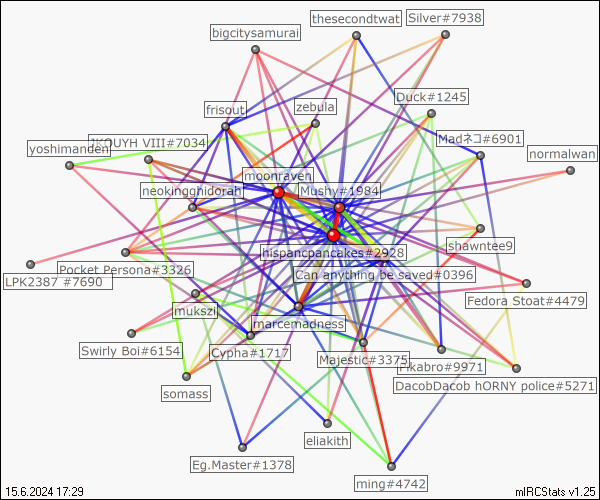 thesecondtwat
Silver#7938
bigcitysamurai
Duck#1245
frisout
zebula
Madネコ#6901
yoshimanden
KOUYH VIII#7034
normalwan
moonraven
neokingghidorah
Mushy#1984
shawntee9
hispancpancakes#2928
Pocket Persona#3326
Can anything be saved#0396
LPK2387 #7690
Fedora Stoat#4479
mukszi
marcemadness
Swirly Boi#6154
Cypha#1717
Majestic#3375
Pikabro#9971
DacobDacob hORNY police#5271
somass
eliakith
Eg.Master#1378
ming#4742
15.6.2024 17:29
mIRCStats v1.25